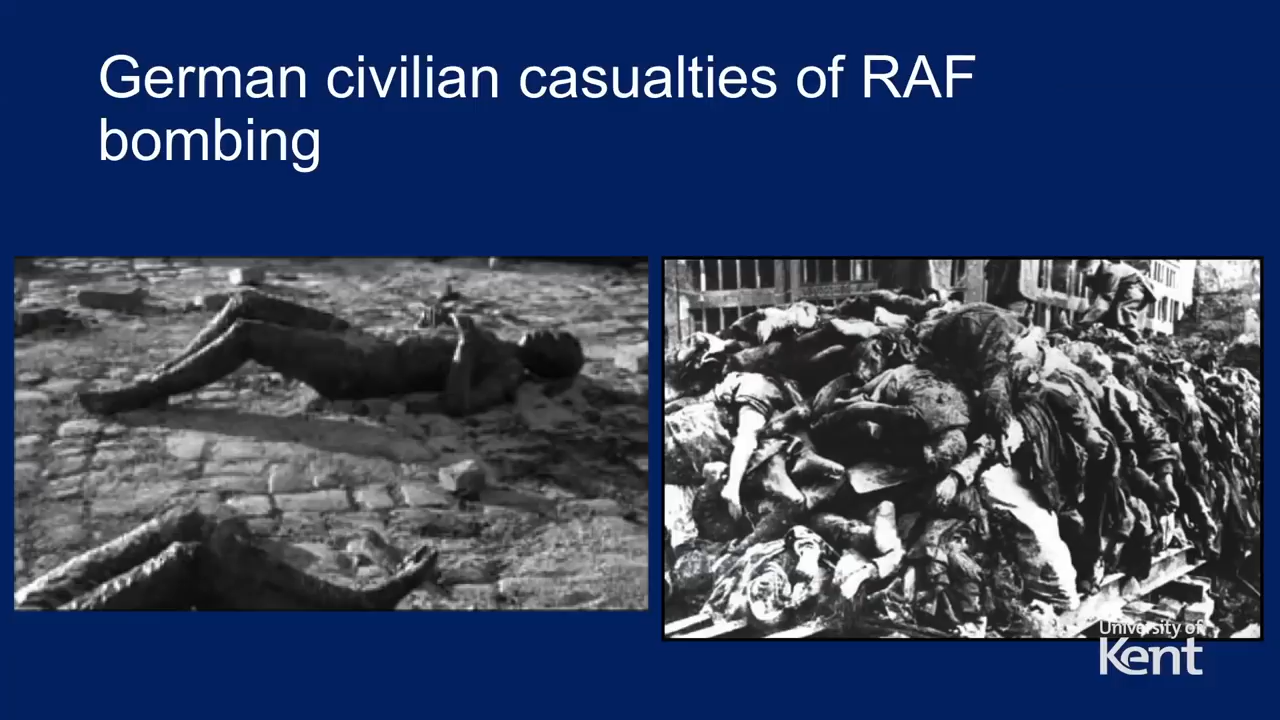 German civilian casualties of RAF
bombing
University of
Kent